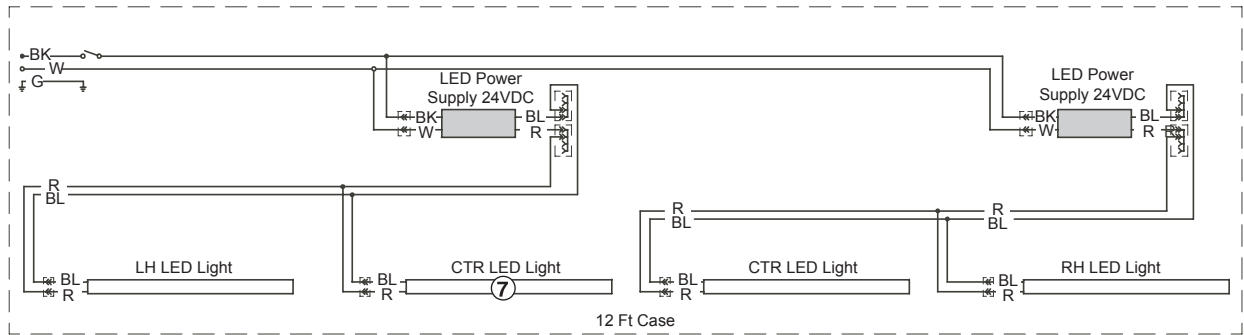 BK
W
G
LED Power
Supply 24VDC
LED Power
Supply 24VDC
BK
W
BL
R
BK
W
BL
R
R
R
BL
R
BL
R
BL
LH LED Light
CTR LED Light
CTR LED Light
RH LED Light
BL
R
BL
R
7
BL
R
BL
R
12 Ft Case